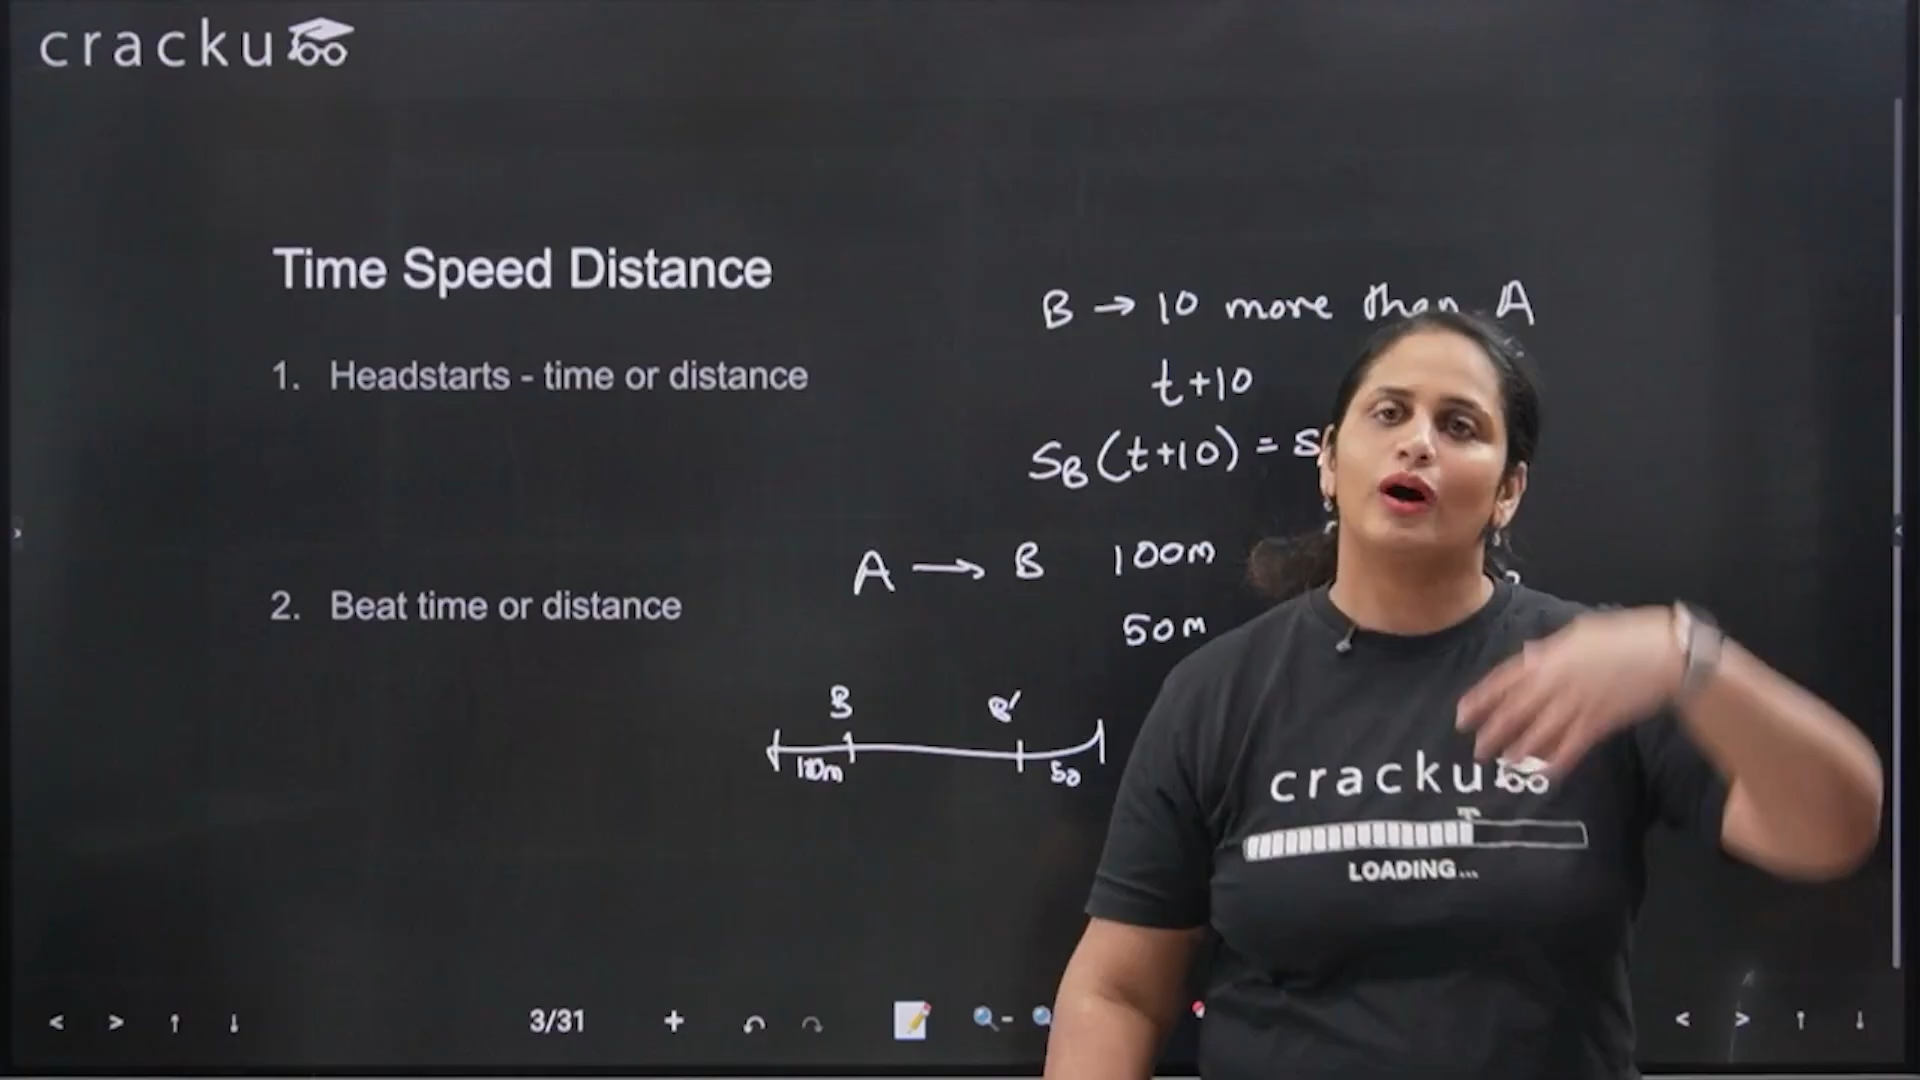 cracku
Time Speed Distance
B → 10 more than A
1. Headstarts - time or distance
t+10
SB (t+10) = S
A → B 100m
2. Beat time or distance
50m
B B'
100m 50
cracku
LOADING...
< > ↑ ↓ 3/31 + - < > ↑ ↓